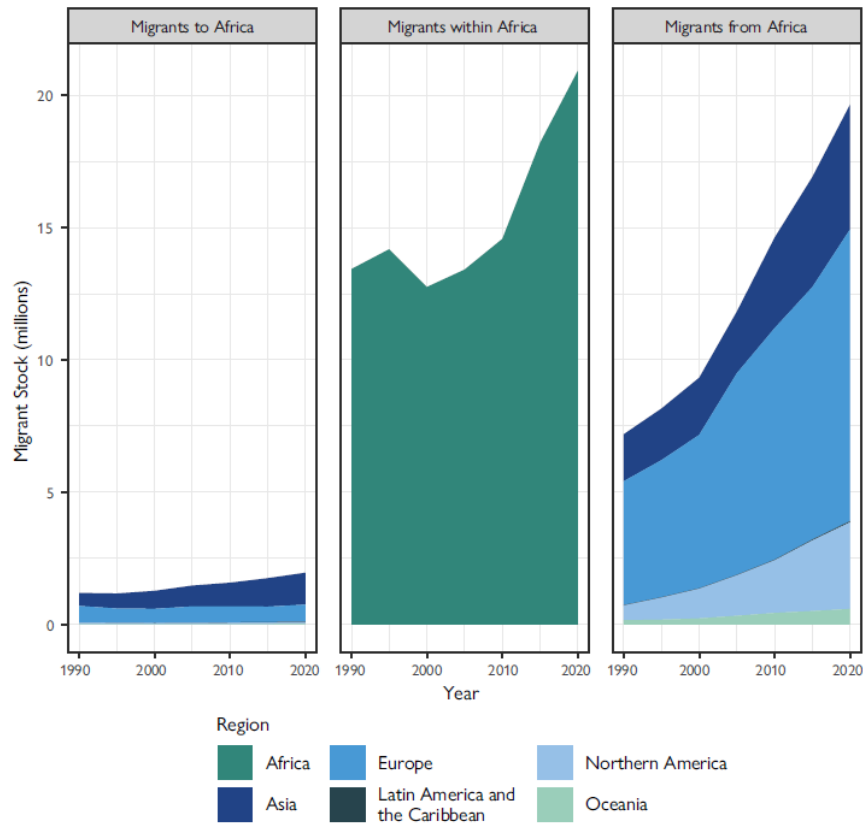 Migrants to Africa
Migrants within Africa
Migrants from Africa
Migrant Stock (millions)
20
15
10
5
0
1990
2000
2010
2020
1990
2000
2010
2020
1990
2000
2010
2020
Year
Region
Africa
Europe
Northern America
Asia
Latin America and
the Caribbean
Oceania